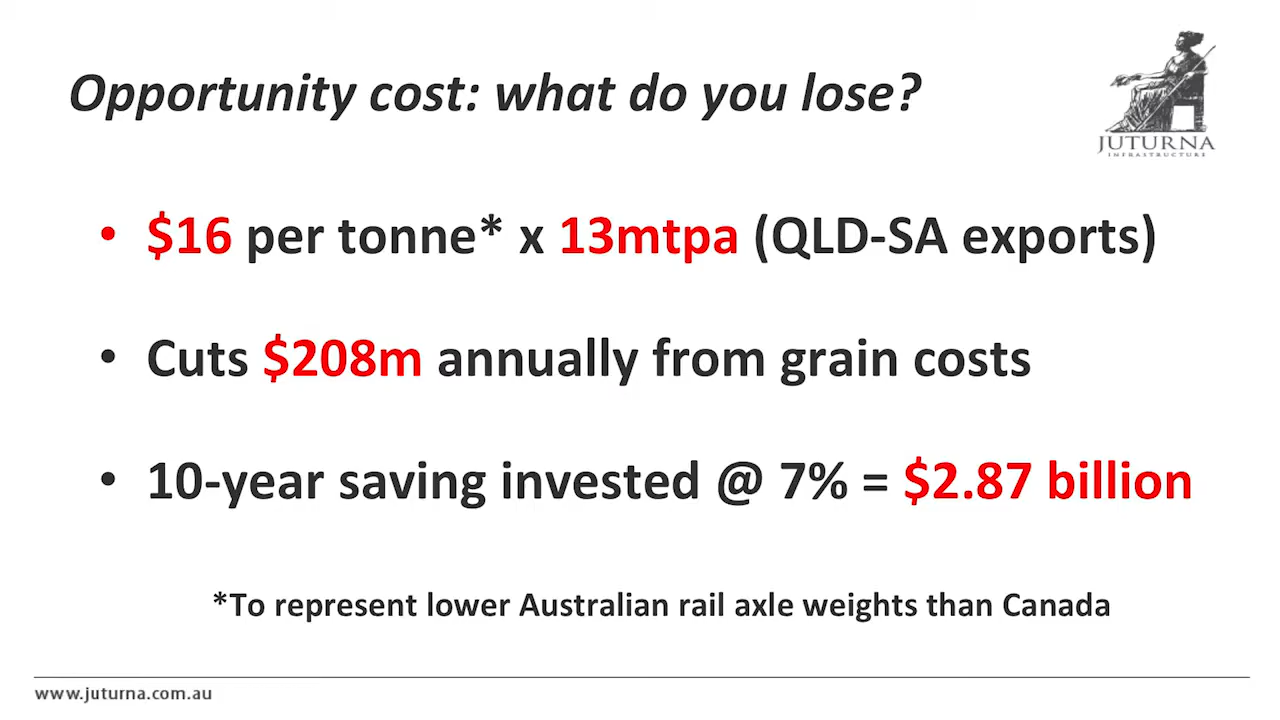 Opportunity cost: what do you lose?
JUTURNA
INFRASTRUCTURE
• $16 per tonne* x 13mtpa (QLD-SA exports)
• Cuts $208m annually from grain costs
• 10-year saving invested @ 7% = $2.87 billion
*To represent lower Australian rail axle weights than Canada
www.juturna.com.au